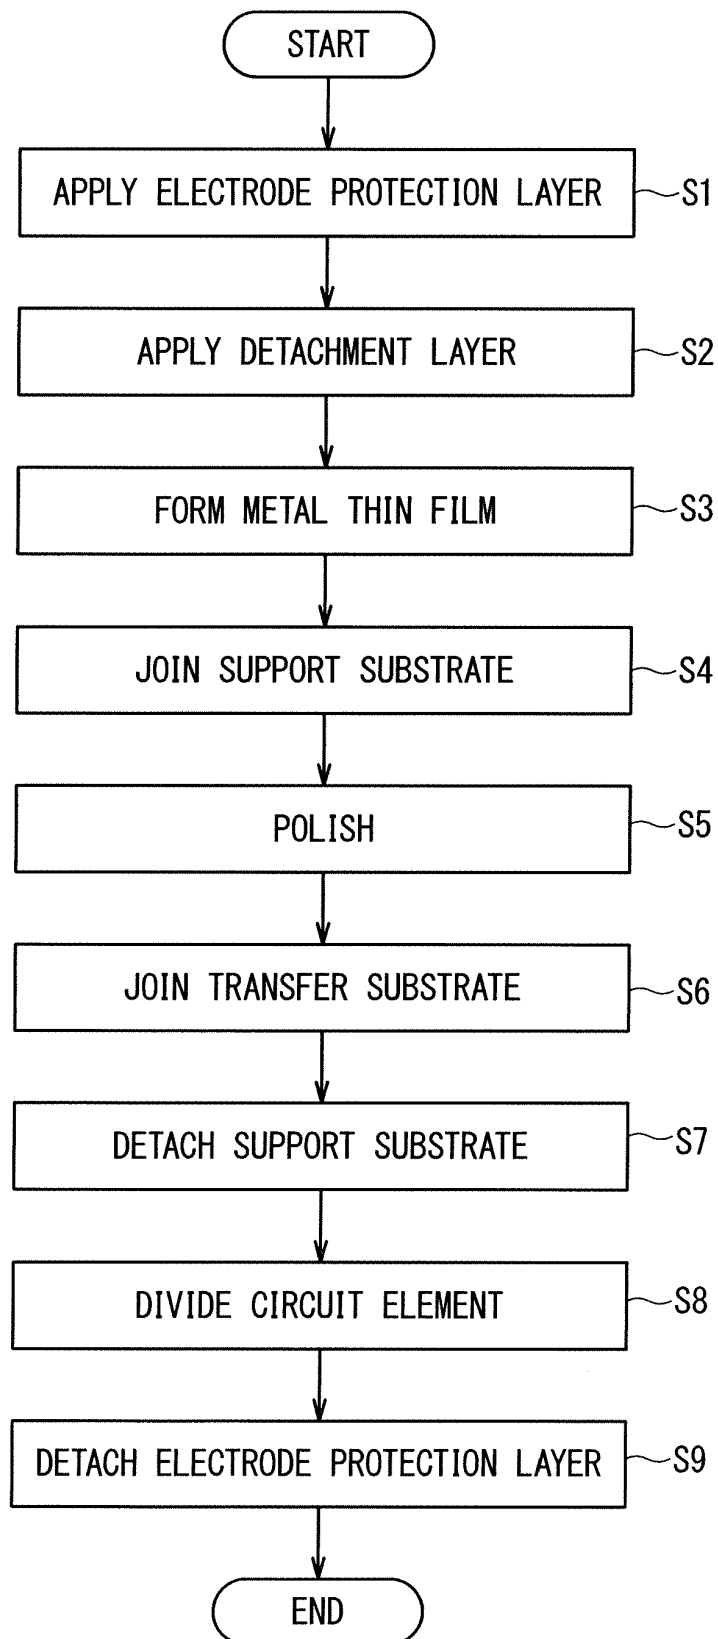 START
APPLY ELECTRODE PROTECTION LAYER S1
APPLY DETACHMENT LAYER S2
FORM METAL THIN FILM S3
JOIN SUPPORT SUBSTRATE S4
POLISH S5
JOIN TRANSFER SUBSTRATE S6
DETACH SUPPORT SUBSTRATE S7
DIVIDE CIRCUIT ELEMENT S8
DETACH ELECTRODE PROTECTION LAYER S9
END